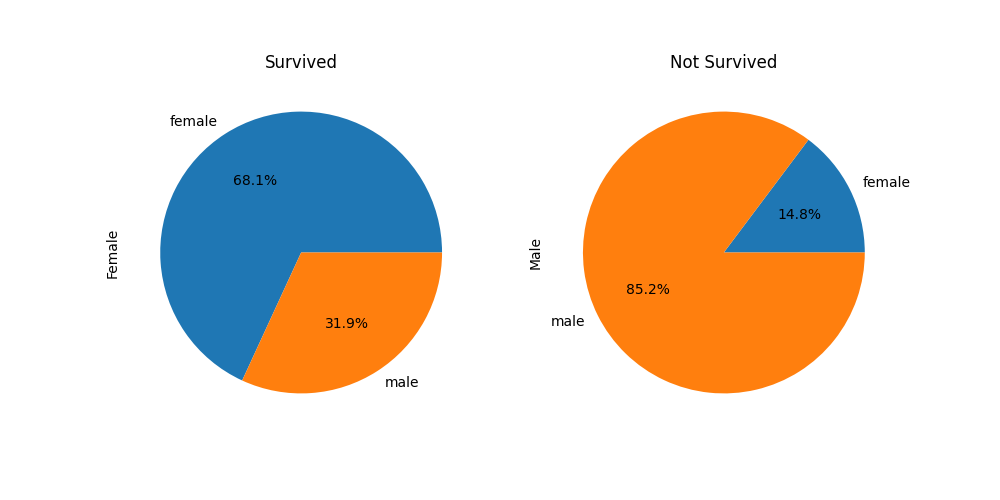 Survived
female
68.1%
Female
31.9%
male
Not Survived
female
14.8%
Male
85.2%
male